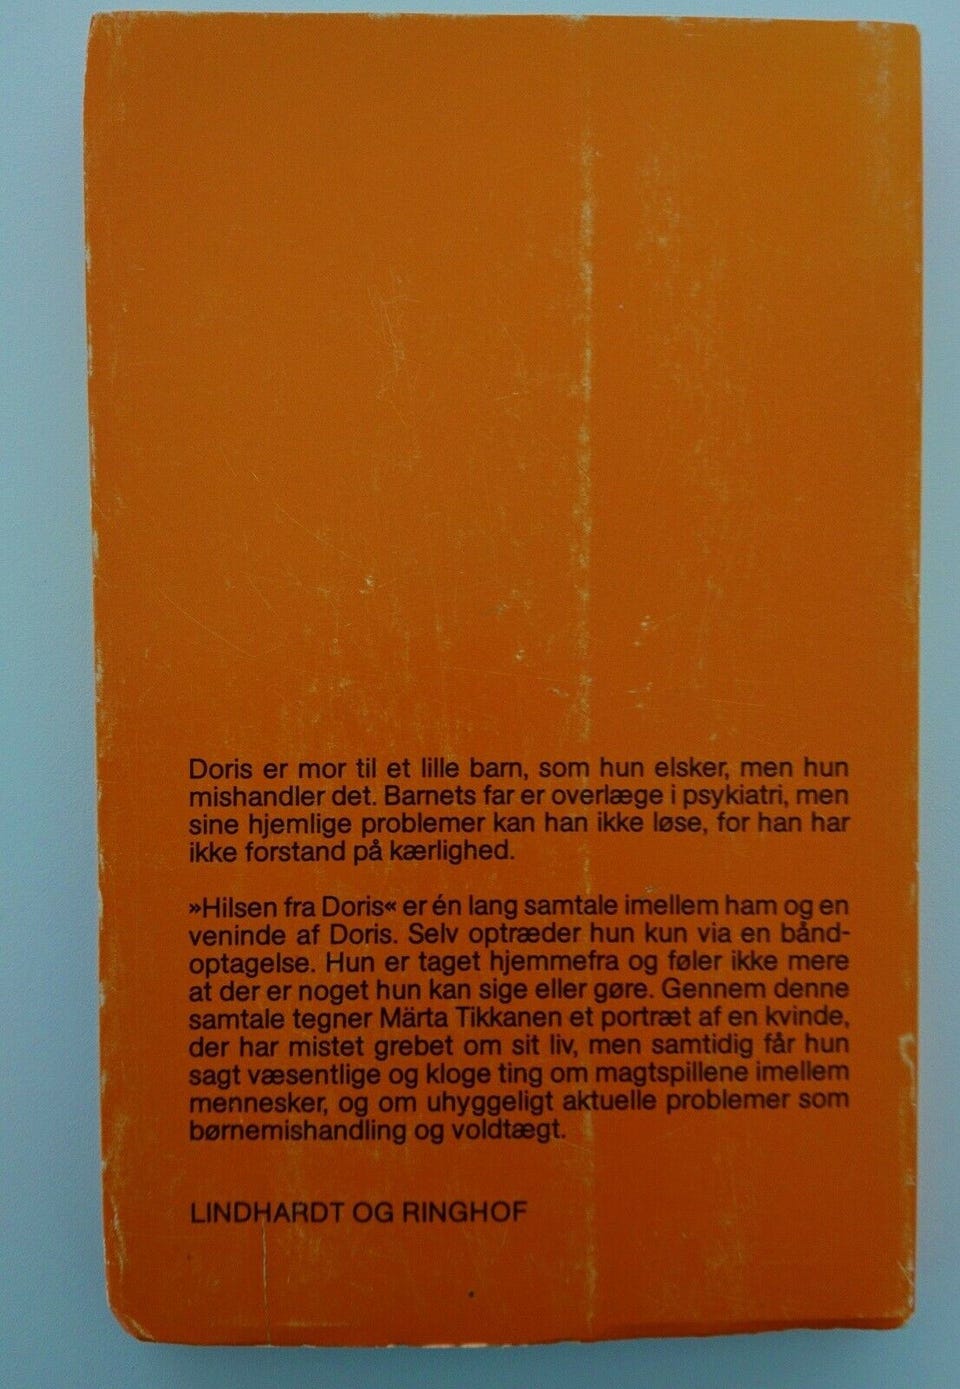 Doris er mor til et lille barn, som hun elsker, men hun
mishandler det. Barnets far er overlæge i psykiatri, men
sine hjemlige problemer kan han ikke løse, for han har
ikke forstand på kærlighed.
»Hilsen fra Doris« er én lang samtale imellem ham og en
veninde af Doris. Selv optræder hun kun via en bånd-
optagelse. Hun er taget hjemmefra og føler ikke mere
at der er noget hun kan sige eller gøre. Gennem denne
samtale tegner Märta Tikkanen et portræt af en kvinde,
der har mistet grebet om sit liv, men samtidig får hun
sagt væsentlige og kloge ting om magtspillene imellem
mennesker, og om uhyggeligt aktuelle problemer som
børnemishandling og voldtægt.
LINDHARDT OG RINGHOF